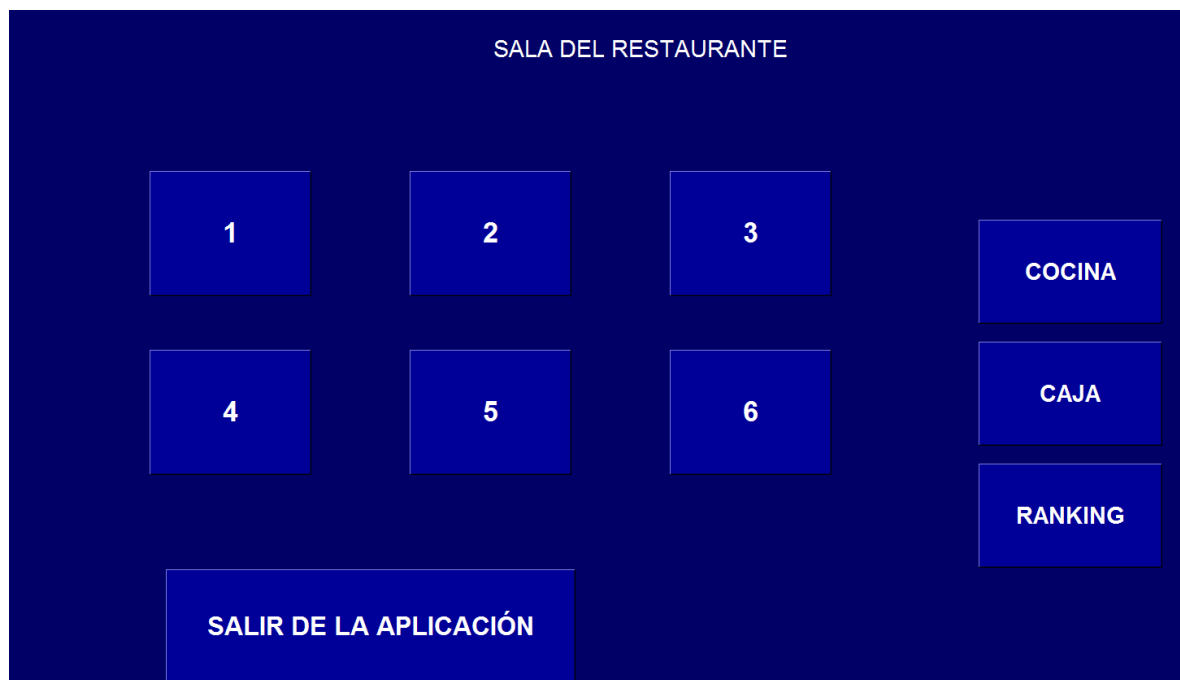 SALA DEL RESTAURANTE
1
2
3
COCINA
CAJA
4
5
6
RANKING
SALIR DE LA APLICACIÓN